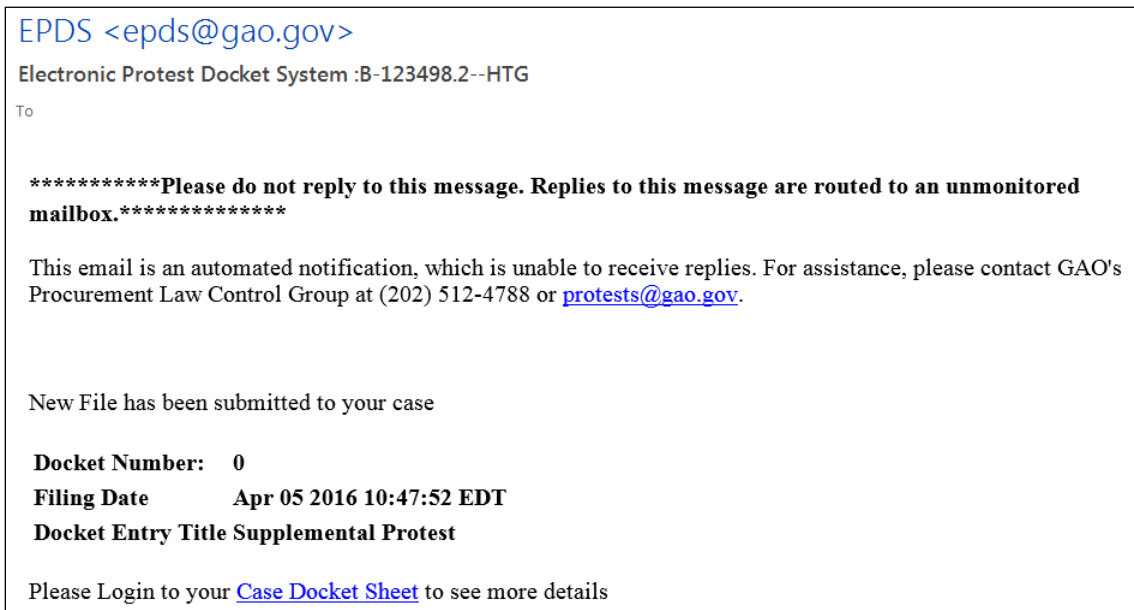 EPDS <epds@gao.gov>
Electronic Protest Docket System :B-123498.2--HTG
To
***********Please do not reply to this message. Replies to this message are routed to an unmonitored
mailbox.**************
This email is an automated notification, which is unable to receive replies. For assistance, please contact GAO's
Procurement Law Control Group at (202) 512-4788 or protests@gao.gov.
New File has been submitted to your case
Docket Number: 0
Filing Date Apr 05 2016 10:47:52 EDT
Docket Entry Title Supplemental Protest
Please Login to your Case Docket Sheet to see more details